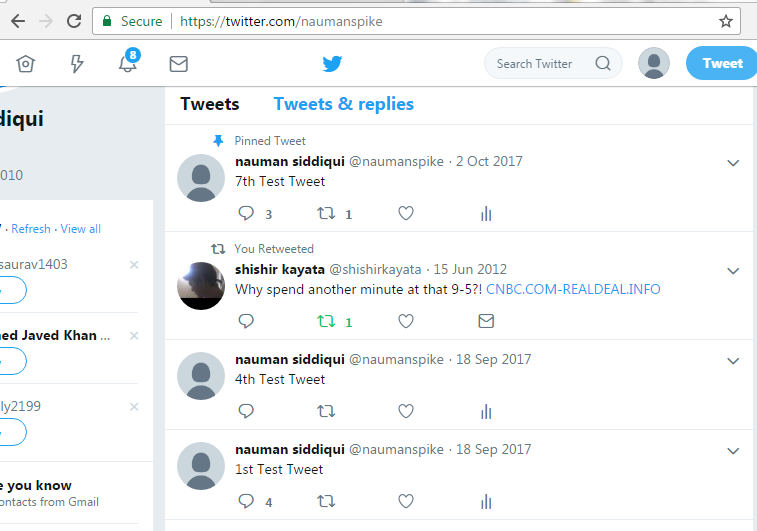 Secure https://twitter.com/naumanspike
8
Search Twitter
Tweet
diqui
010
· Refresh · View all
saurav1403
ned Javed Khan ...
ly2199
e you know
ontacts from Gmail
Tweets Tweets & replies
Pinned Tweet
nauman siddiqui @naumanspike · 2 Oct 2017
7th Test Tweet
3 1
You Retweeted
shishir kayata @shishirkayata · 15 Jun 2012
Why spend another minute at that 9-5?! CNBC.COM-REALDEAL.INFO
1
nauman siddiqui @naumanspike · 18 Sep 2017
4th Test Tweet
nauman siddiqui @naumanspike · 18 Sep 2017
1st Test Tweet
4